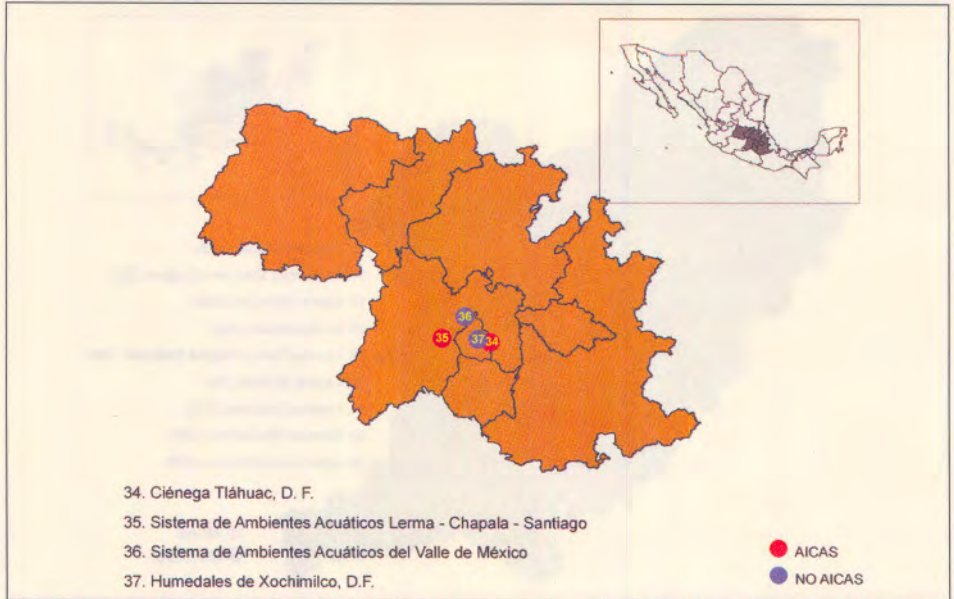 36
35
37
34
34. Ciénega Tláhuac, D. F.
35. Sistema de Ambientes Acuáticos Lerma - Chapala - Santiago
36. Sistema de Ambientes Acuáticos del Valle de México
37. Humedales de Xochimilco, D.F.
AICAS
NO AICAS